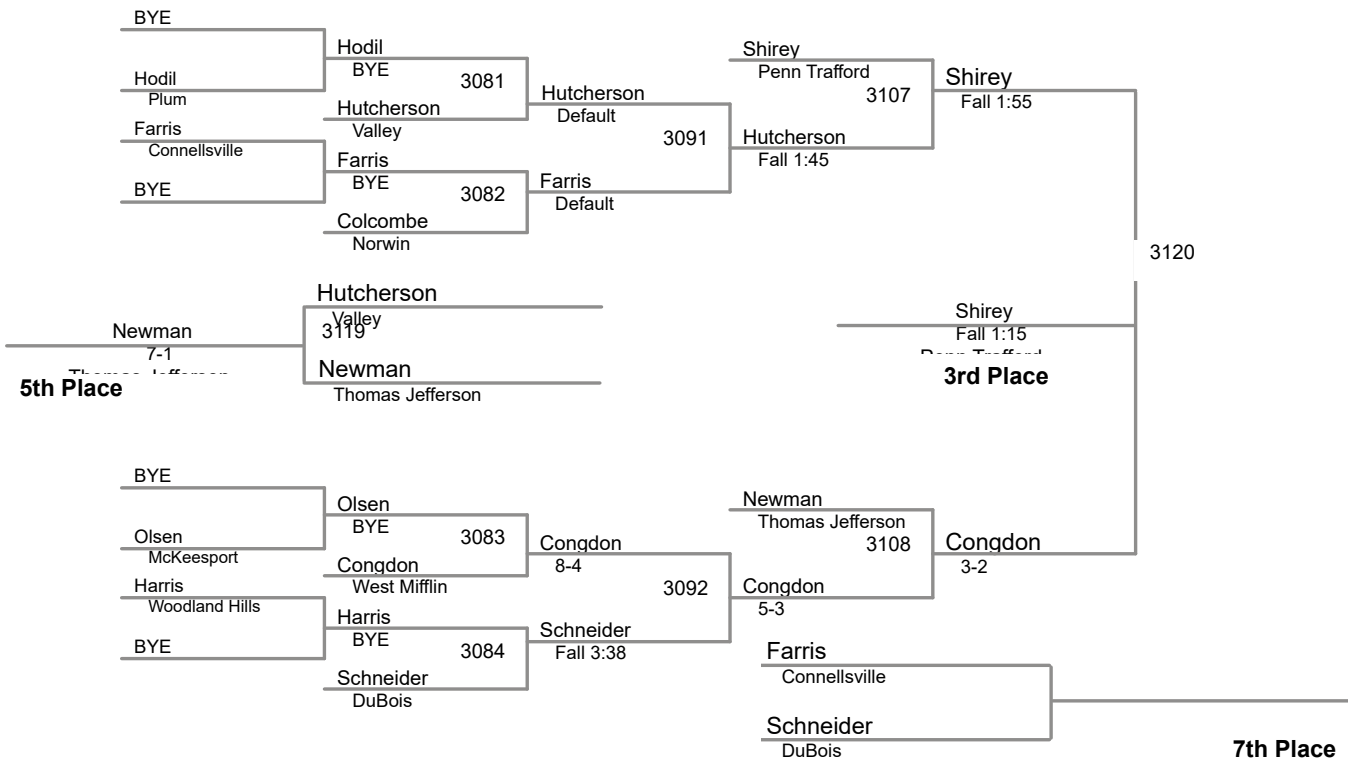 BYE
Hodil
BYE
3081
Hodil
Plum
Hutcherson
Valley
Hutcherson
Default
Farris
Connellsville
BYE
Farris
BYE
3082
Colcombe
Norwin
Farris
Default
3091
Shirey
Penn Trafford
3107
Hutcherson
Fall 1:45
Shirey
Fall 1:55
3120
Hutcherson
Valley
3119
Newman
7-1
Thomas Jefferson
5th Place
Newman
Thomas Jefferson
Shirey
Fall 1:15
Penn Trafford
3rd Place
BYE
Olsen
BYE
3083
Olsen
McKeesport
Congdon
West Mifflin
Congdon
8-4
Harris
Woodland Hills
BYE
Harris
BYE
3084
Schneider
DuBois
Schneider
Fall 3:38
3092
Newman
Thomas Jefferson
3108
Congdon
5-3
Congdon
3-2
Farris
Connellsville
Schneider
DuBois
7th Place